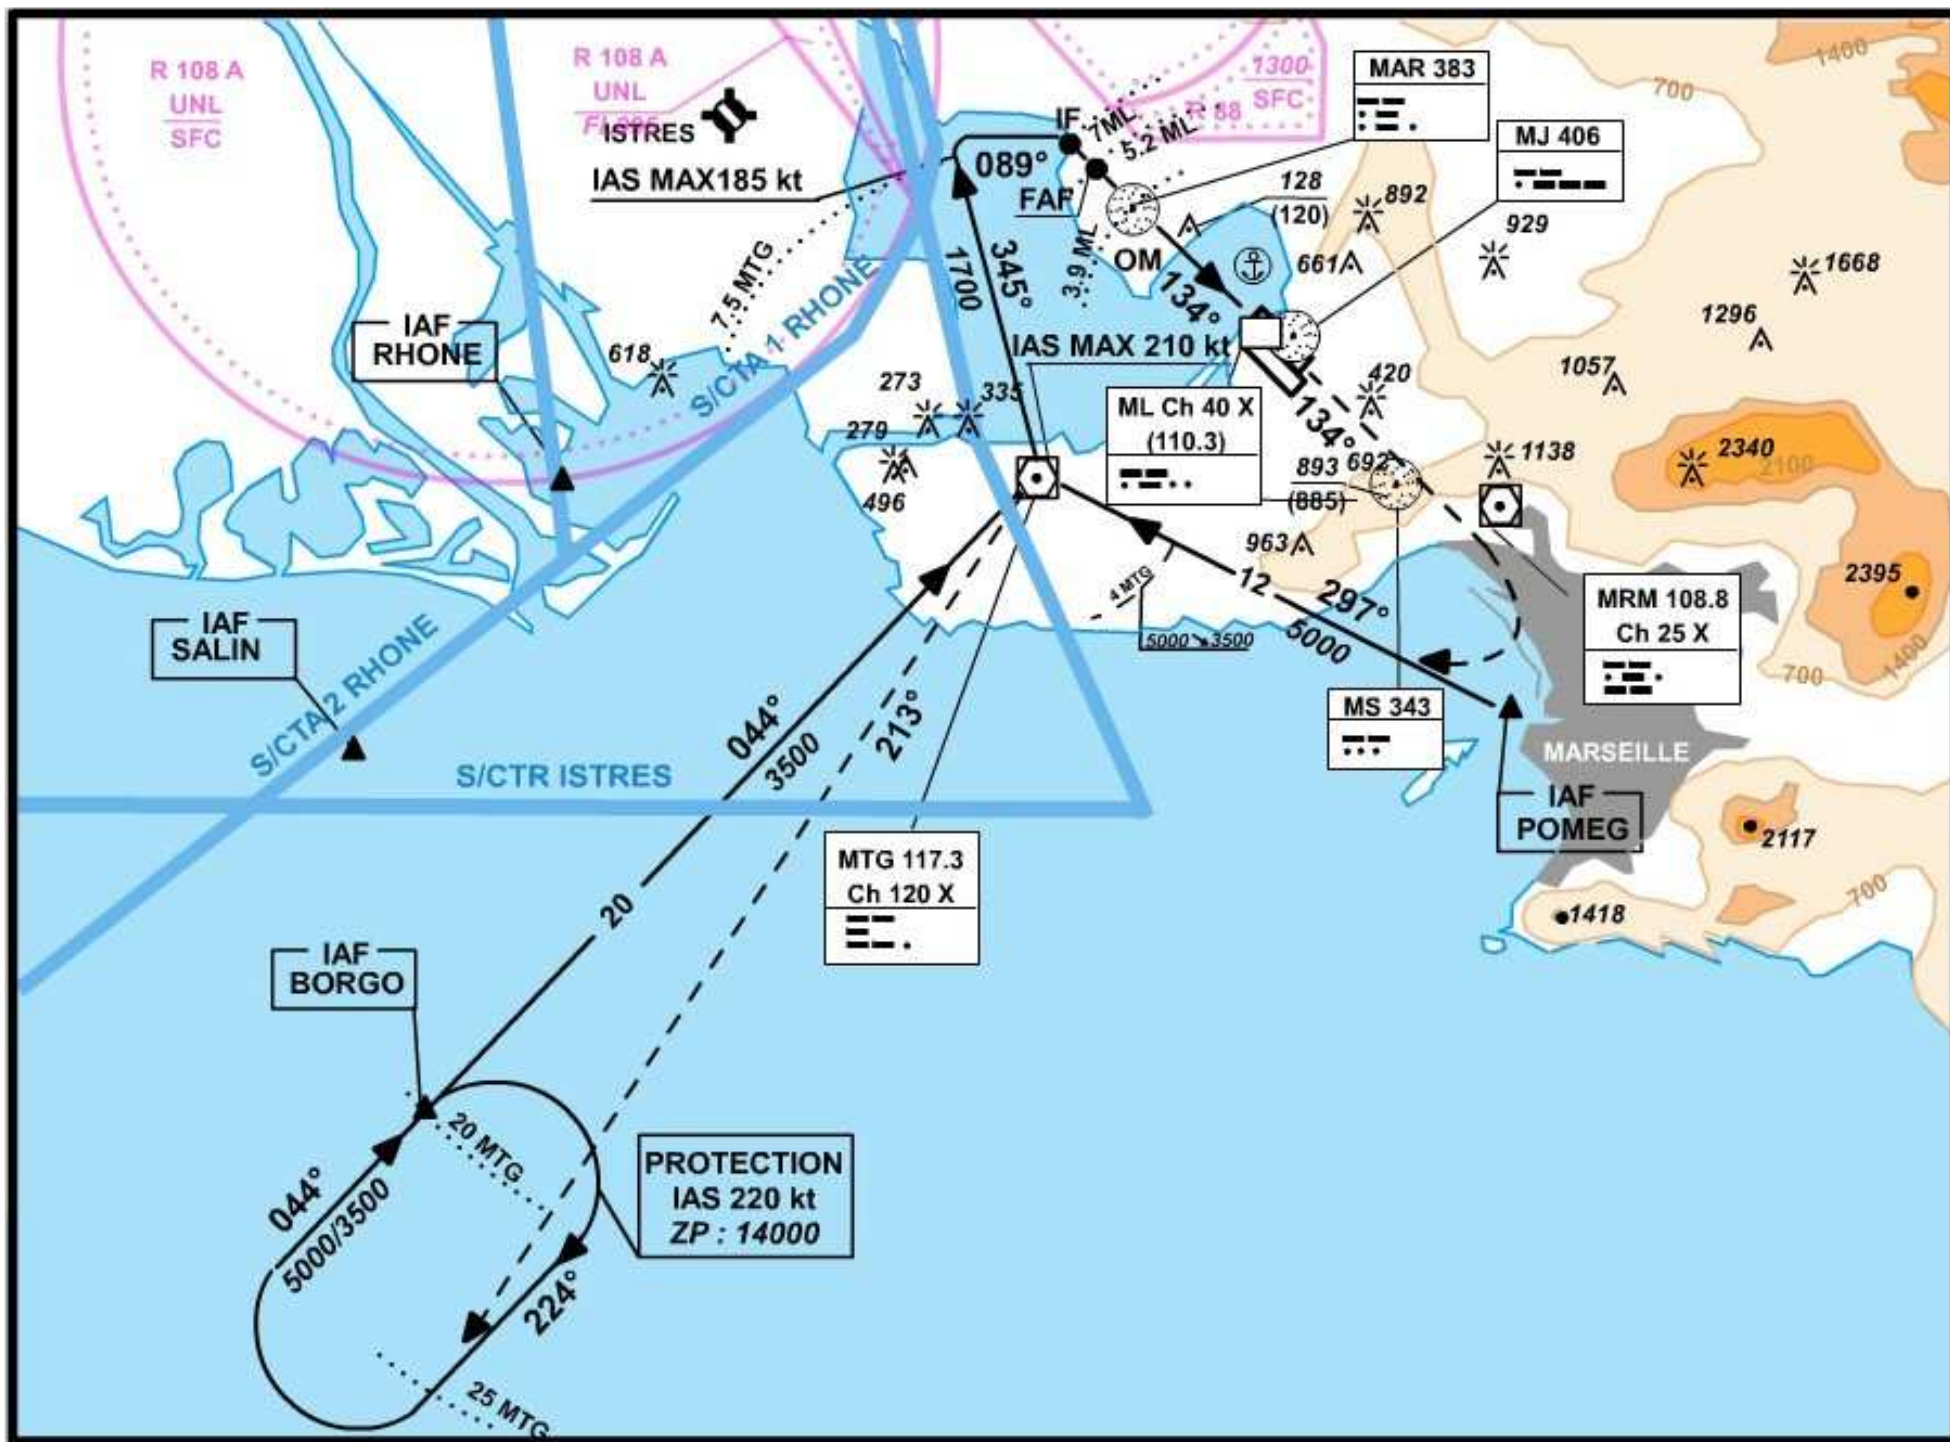 R 108 A
UNL
SFC
R 108 A
UNL
ISTRES
IAS MAX185 kt
1300
SFC
R 68
MAR 383
MJ 406
1400
700
IF
7ML
5.2 ML
089°
FAF
128
(120)
892
929
661
1668
OM
3.9 ML
134°
345°
1700
7.5 MTG
IAF
RHONE
618
S/CTA 1 RHONE
IAS MAX 210 kt
1296
1057
273
335
279
496
ML Ch 40 X
(110.3)
420
134°
893
(885)
692
1138
2340
2100
963
4 MTG
12
297°
5000
5000 3500
2395
MRM 108.8
Ch 25 X
1400
700
IAF
SALIN
S/CTA 2 RHONE
044°
3500
213°
MS 343
MARSEILLE
S/CTR ISTRES
IAF
POMEG
2117
MTG 117.3
Ch 120 X
20
700
1418
IAF
BORGO
20 MTG
PROTECTION
IAS 220 kt
ZP : 14000
044°
5000/3500
224°
25 MTG